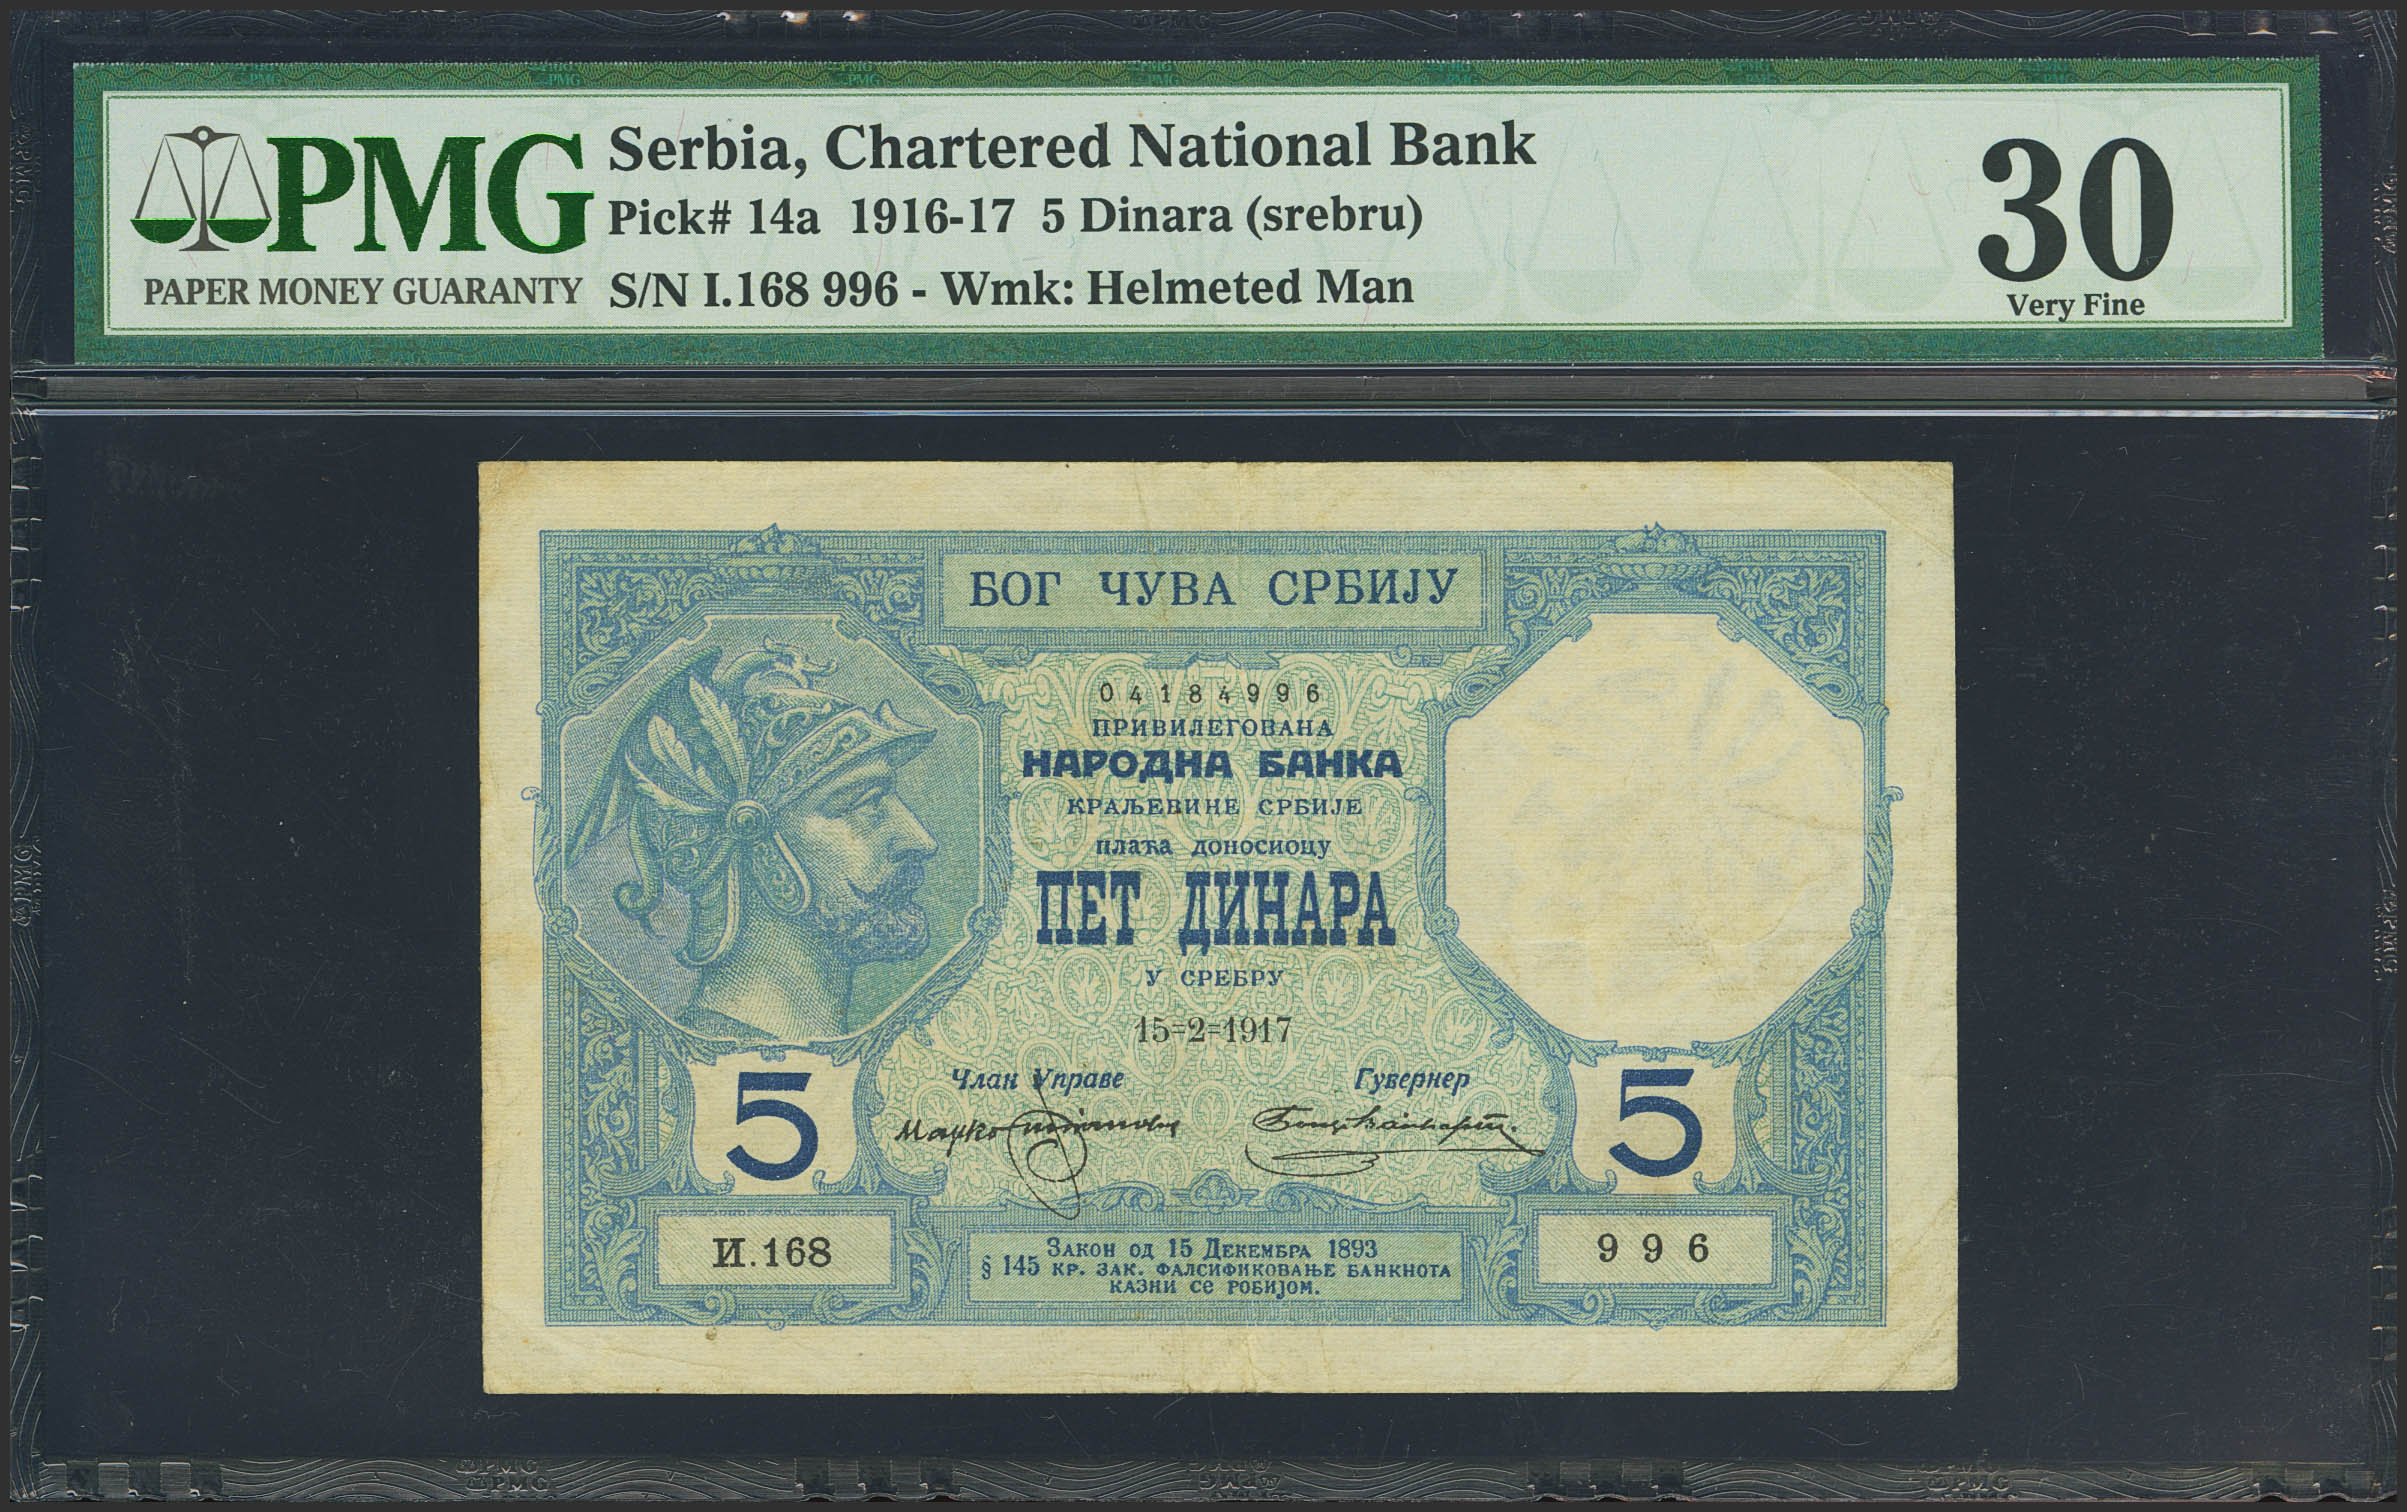 PMG
PAPER MONEY GUARANTY
Serbia, Chartered National Bank
Pick# 14a 1916-17 5 Dinara (srebru)
S/N I.168 996 - Wmk: Helmeted Man
30
Very Fine
БОГ ЧУВА СРБИЈУ
04184996
ПРИВИЛЕГОВАНА
НАРОДНА БАНКА
КРАЉЕВИНЕ СРБИЈЕ
плаћа доносиоцу
ПЕТ ДИНАРА
У СРЕБРУ
15=2=1917
Члан Управе
Гувернер
5
5
И.168
996
Закон од 15 Декембра 1893
§ 145 кр. зак. фалсификовање банкнота
казни се робијом.